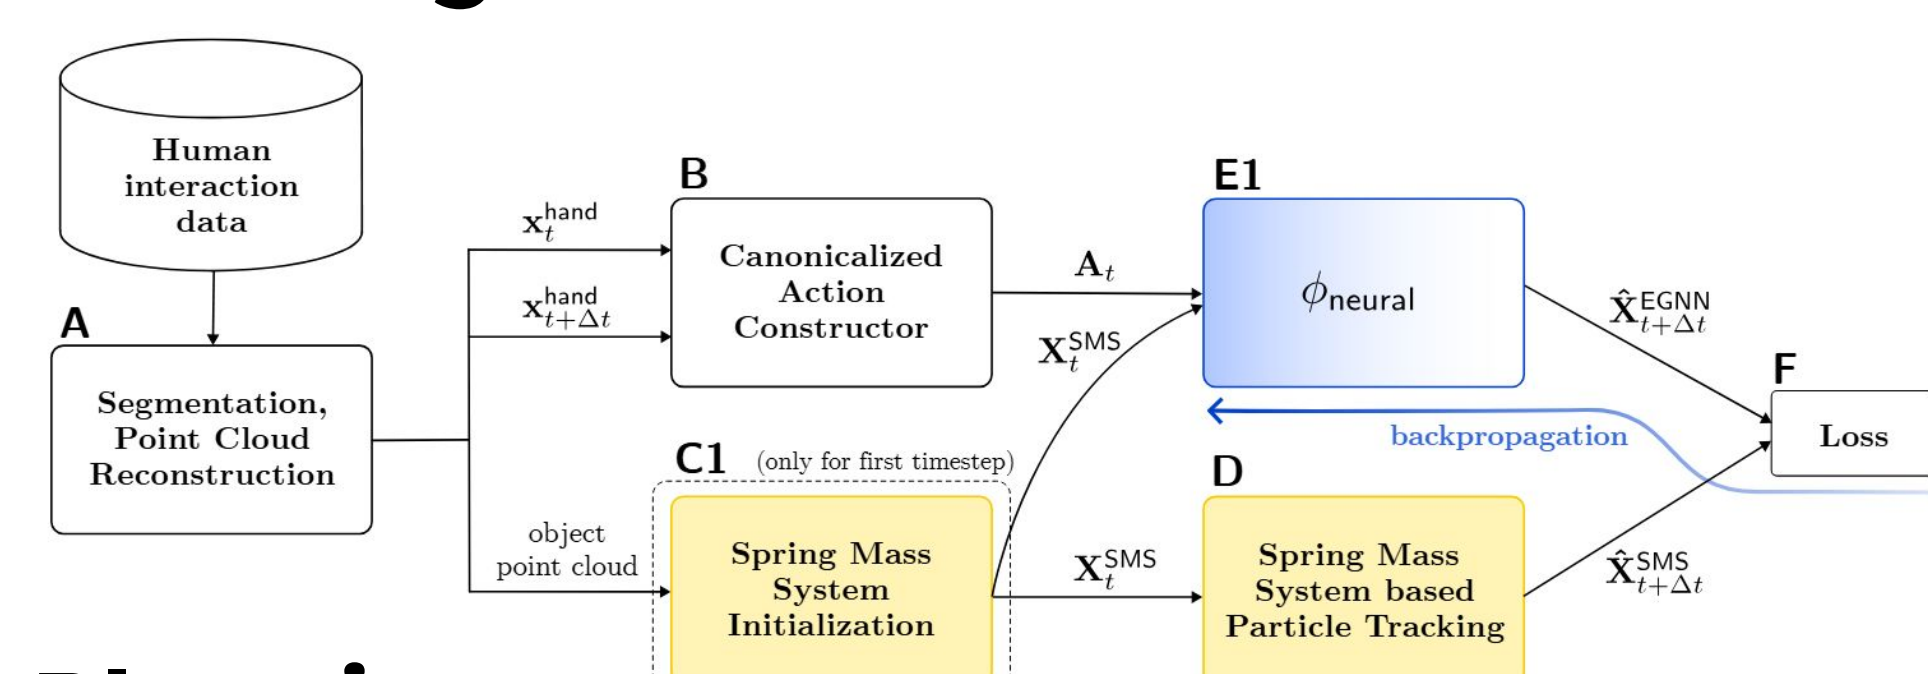 Human
interaction
data
A
Segmentation,
Point Cloud
Reconstruction
x_t^hand
x_{t+Δt}^hand
object
point cloud
B
Canonicalized
Action
Constructor
C1 (only for first timestep)
Spring Mass
System
Initialization
A_t
X_t^SMS
X_t^SMS
E1
ϕ_neural
backpropagation
D
Spring Mass
System based
Particle Tracking
X̂_{t+Δt}^EGNN
X̂_{t+Δt}^SMS
F
Loss